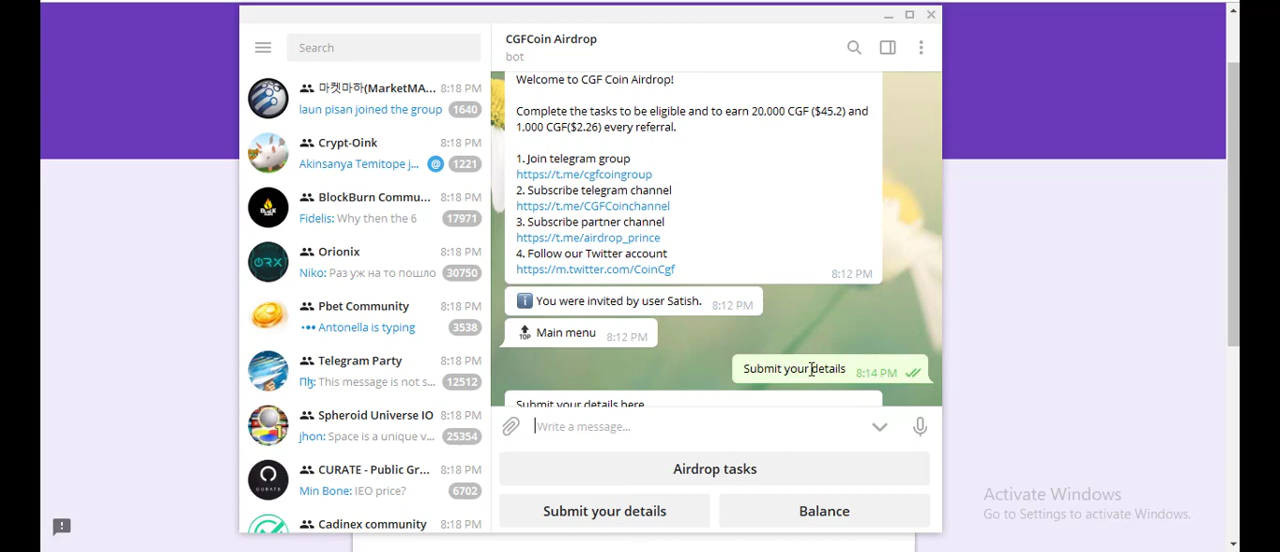 Search
마켓마하(MarketMA... 8:18 PM
laun pisan joined the group 1640
Crypt-Oink 8:18 PM
Akinsanya Temitope j... @ 1221
BlockBurn Commu... 8:18 PM
Fidelis: Why then the 6 17971
Orionix 8:18 PM
Niko: Раз уж на то пошло 30750
Pbet Community 8:18 PM
Antonella is typing 3538
Telegram Party 8:18 PM
This message is not s... 12512
Spheroid Universe IO 8:18 PM
jhon: Space is a unique v... 25354
CURATE - Public Gr... 8:18 PM
Min Bone: IEO price? 6702
Cadinex community 8:18 PM
CGFCoin Airdrop
bot
Welcome to CGF Coin Airdrop!
Complete the tasks to be eligible and to earn 20,000 CGF ($45.2) and
1,000 CGF($2.26) every referral.
1. Join telegram group
https://t.me/cgfcoingroup
2. Subscribe telegram channel
https://t.me/CGFCoinchannel
3. Subscribe partner channel
https://t.me/airdrop_prince
4. Follow our Twitter account
https://m.twitter.com/CoinCgf
8:12 PM
You were invited by user Satish. 8:12 PM
TOP Main menu 8:12 PM
Submit your details 8:14 PM
Submit your details here
Write a message...
Airdrop tasks
Submit your details
Balance
Activate Windows
Go to Settings to activate Windows.